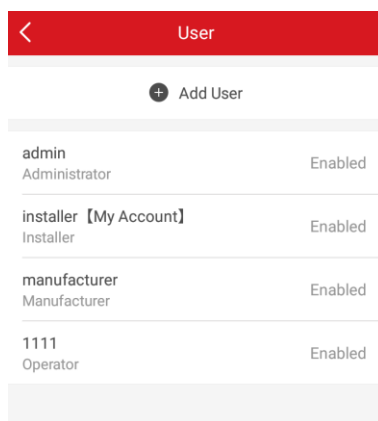 User
Add User
admin
Administrator
Enabled
installer【My Account】
Installer
Enabled
manufacturer
Manufacturer
Enabled
1111
Operator
Enabled